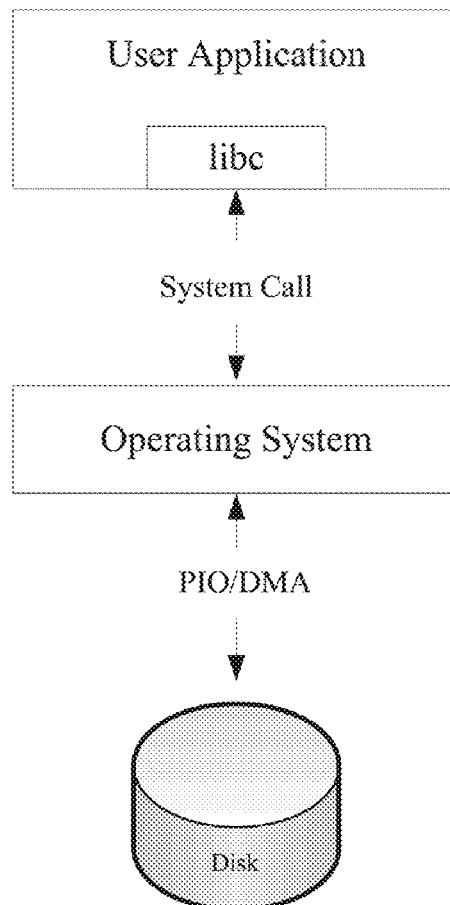 User Application
libc
System Call
Operating System
PIO/DMA
Disk